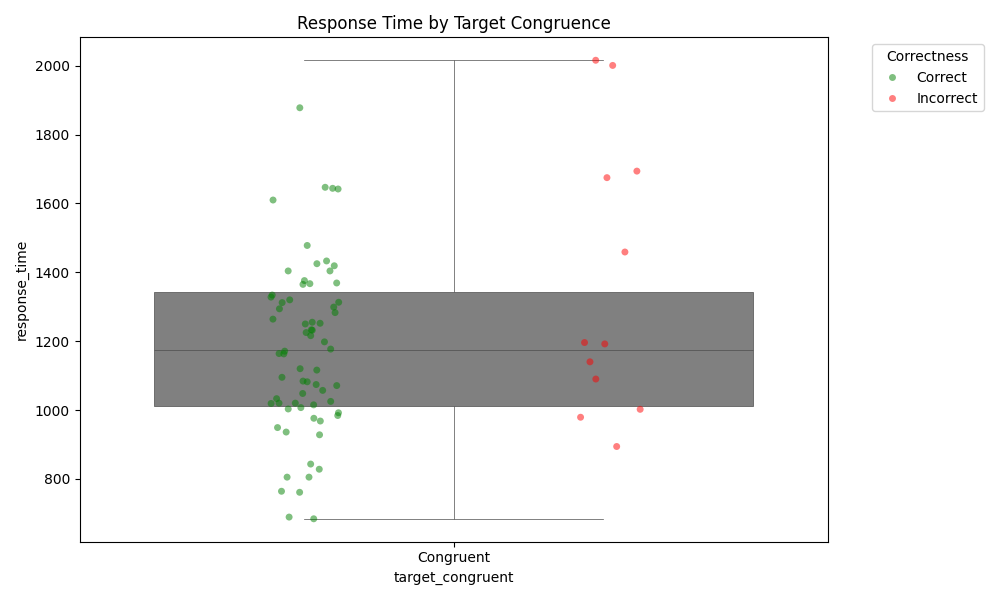 Response Time by Target Congruence
Correctness
Correct
Incorrect
response_time
2000
1800
1600
1400
1200
1000
800
Congruent
target_congruent